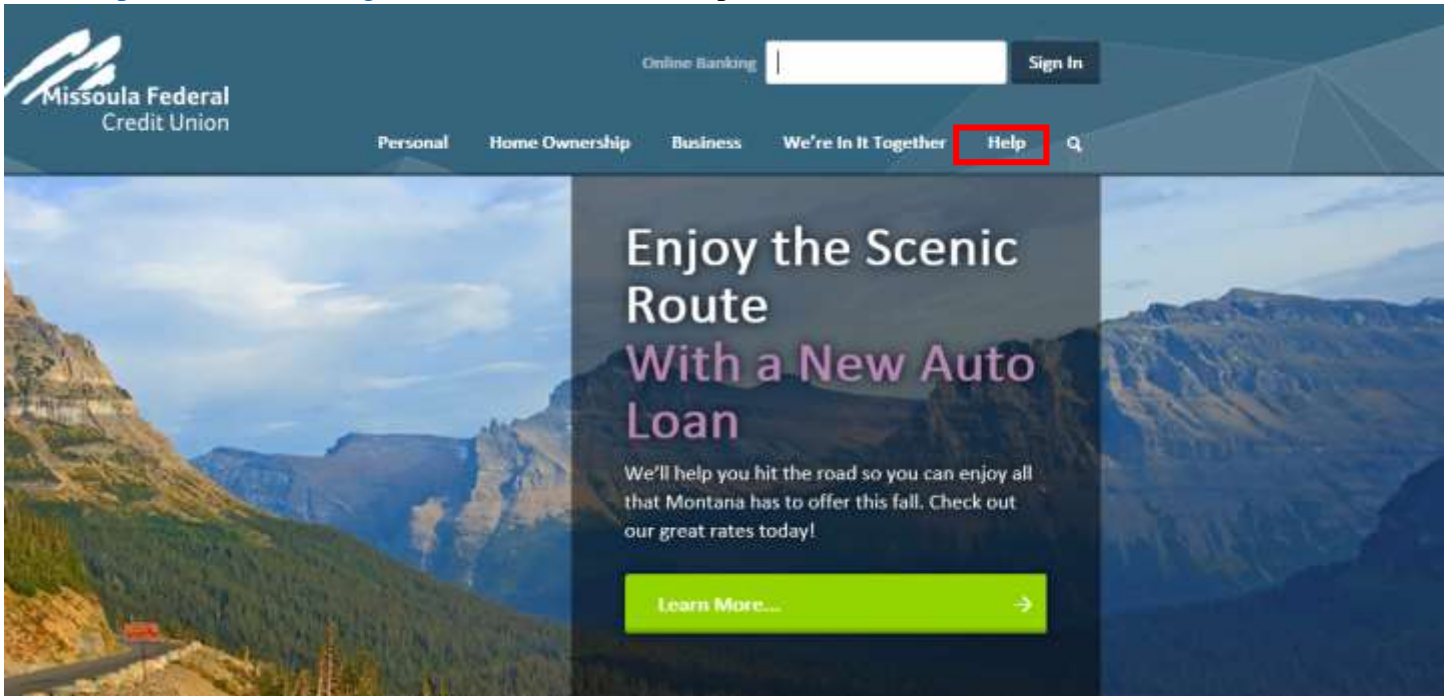 Missoula Federal
Credit Union
Online Banking
Sign In
Personal Home Ownership Business We're In It Together Help
Enjoy the Scenic
Route
With a New Auto
Loan
We'll help you hit the road so you can enjoy all
that Montana has to offer this fall. Check out
our great rates today!
Learn More...